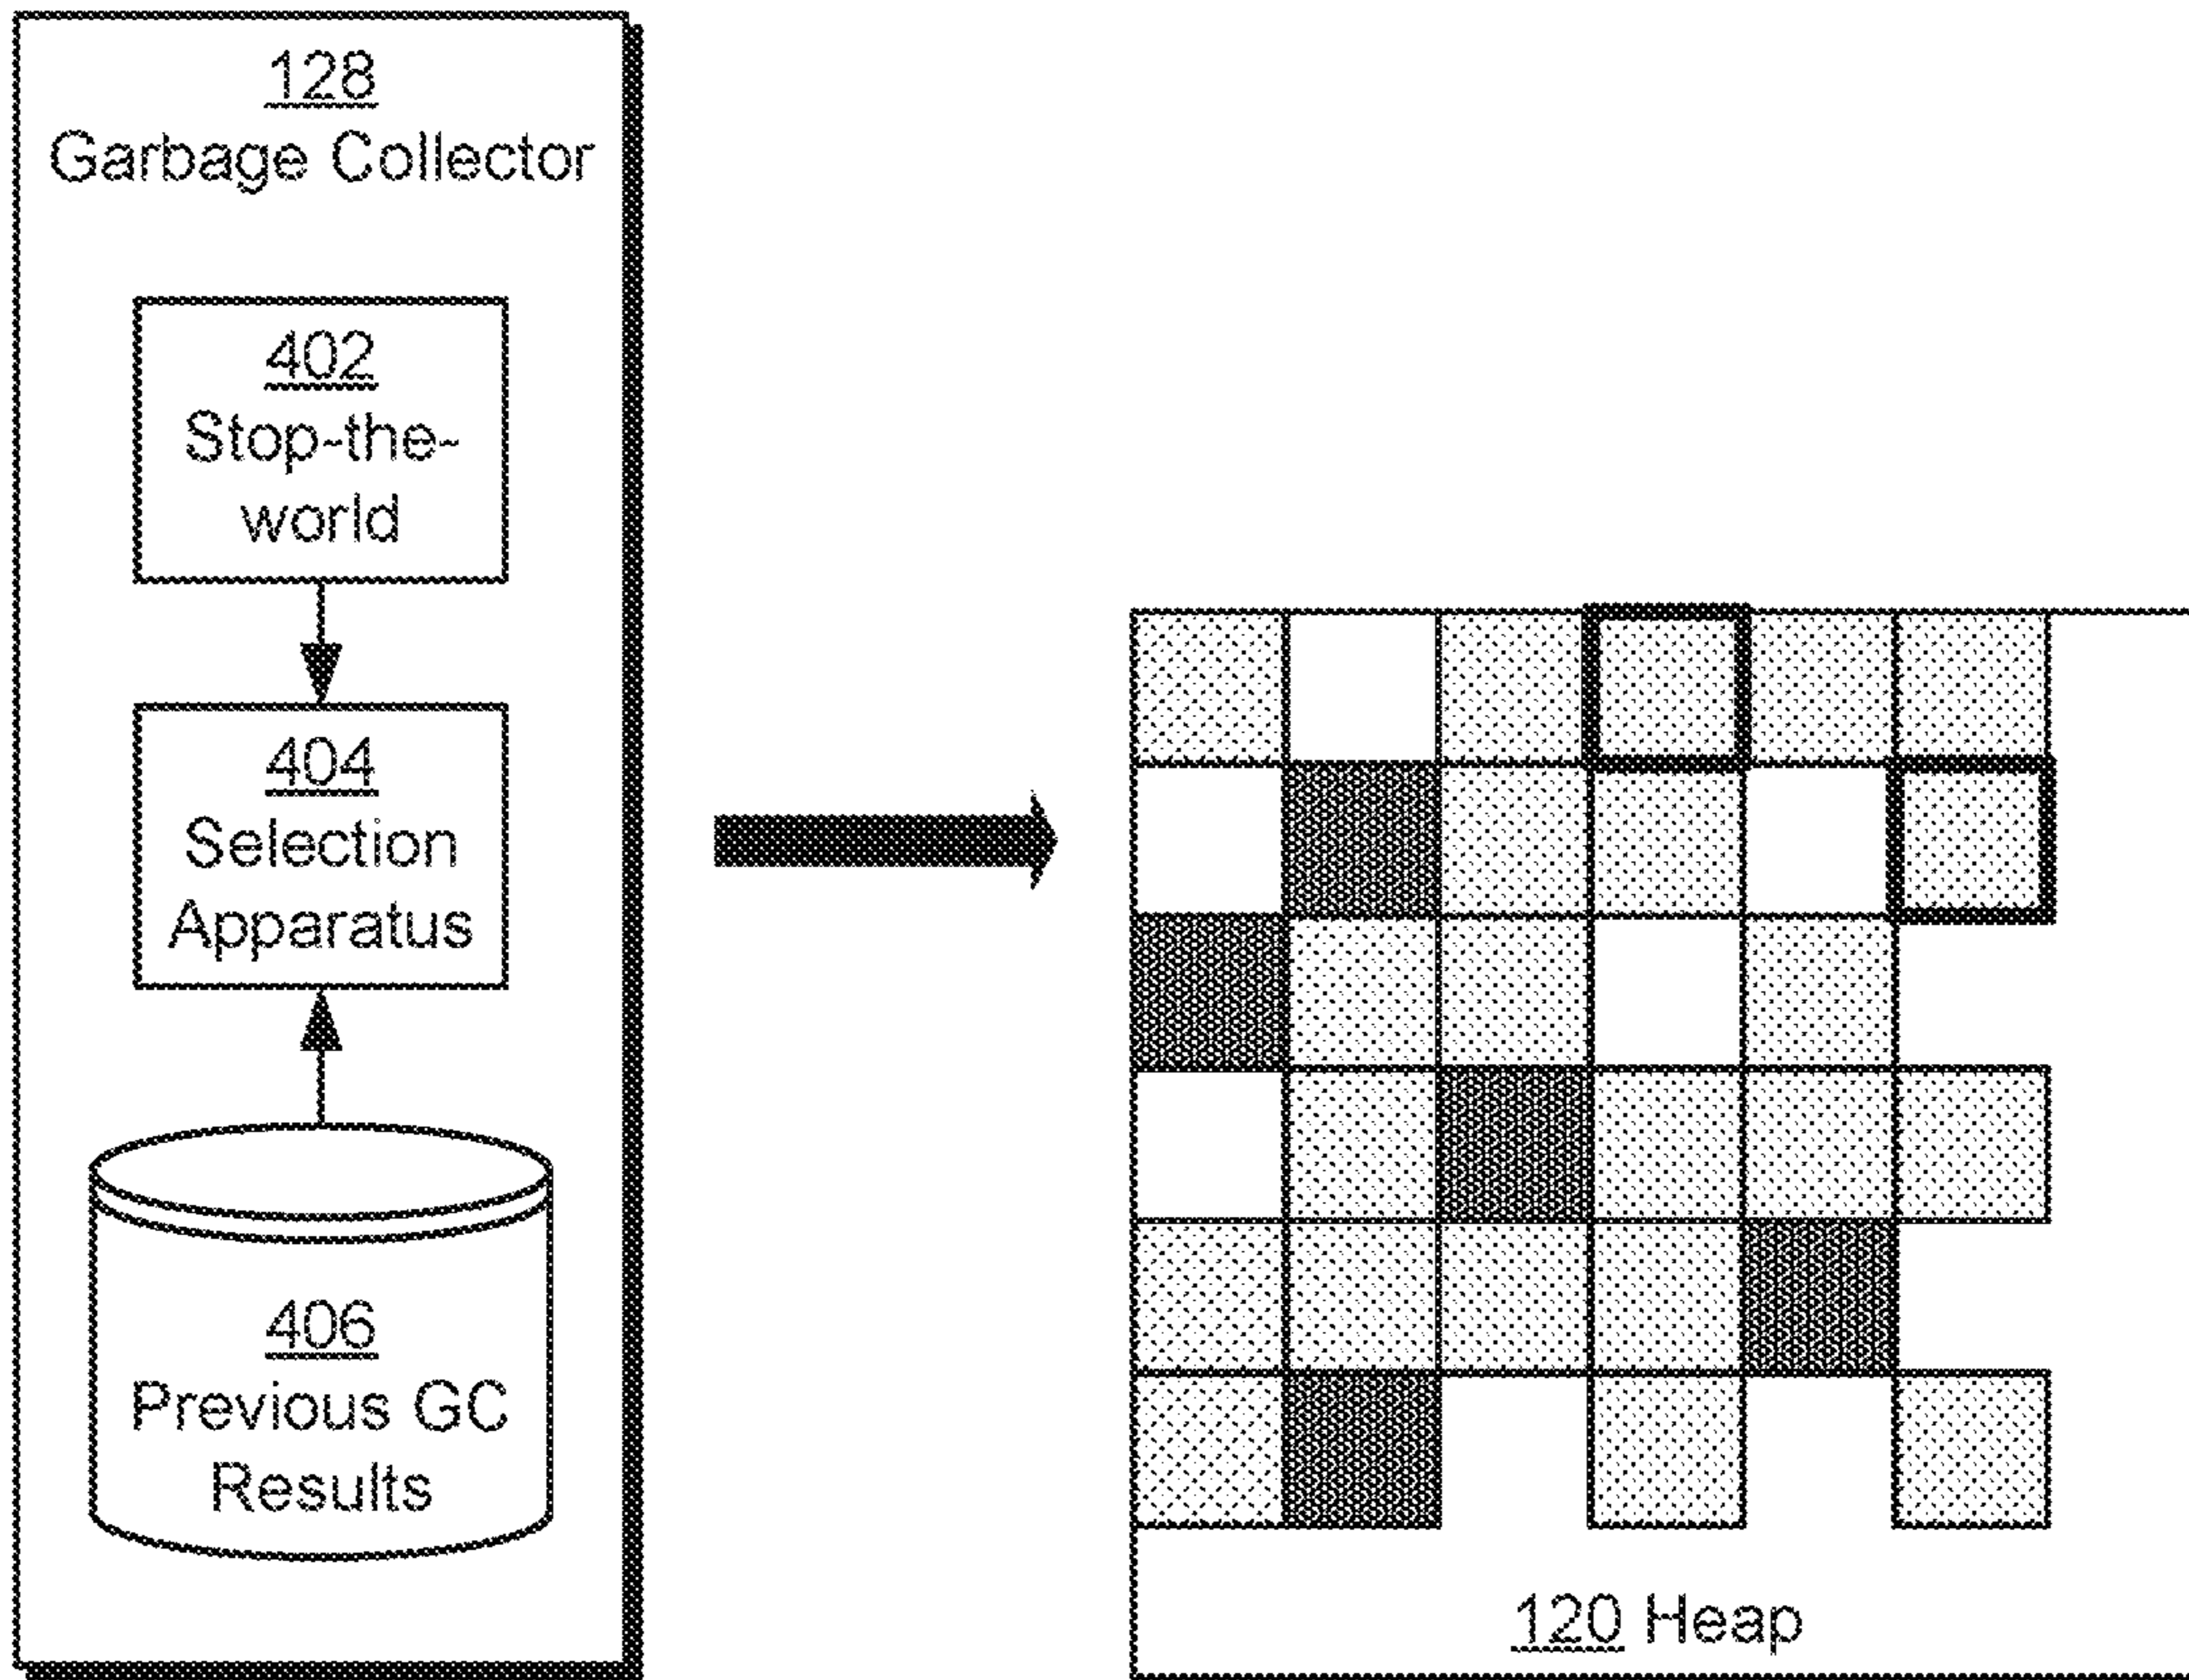 128
Garbage Collector
402
Stop-the-
world
404
Selection
Apparatus
406
Previous GC
Results
120 Heap